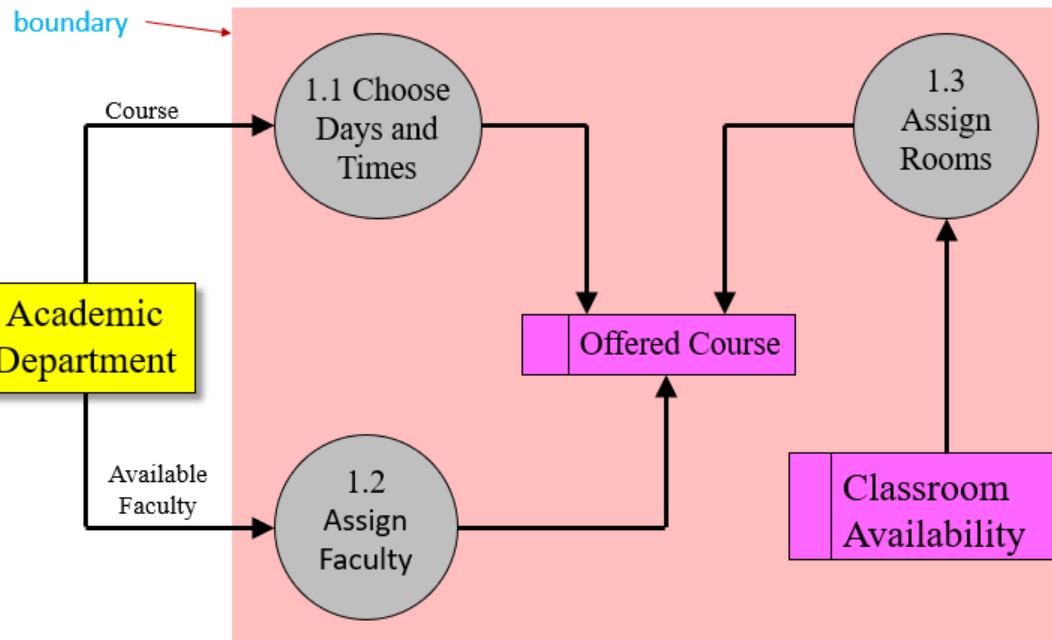 boundary
Course
1.1 Choose
Days and
Times
1.3
Assign
Rooms
Academic
Department
Offered Course
Available
Faculty
1.2
Assign
Faculty
Classroom
Availability